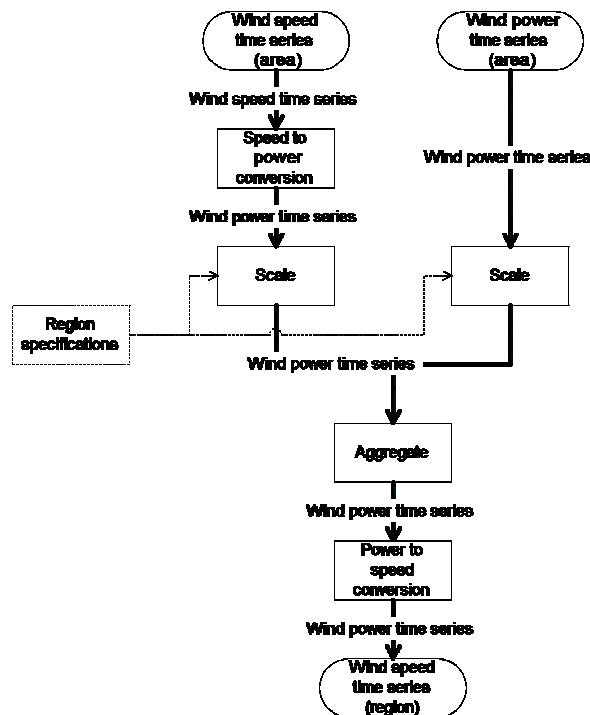 Wind speed
time series
(area)
Wind power
time series
(area)
Wind speed time series
Speed to
power
conversion
Wind power time series
Wind power time series
Scale
Scale
Region
specifications
Wind power time series
Aggregate
Wind power time series
Power to
speed
conversion
Wind power time series
Wind speed
time series
(region)